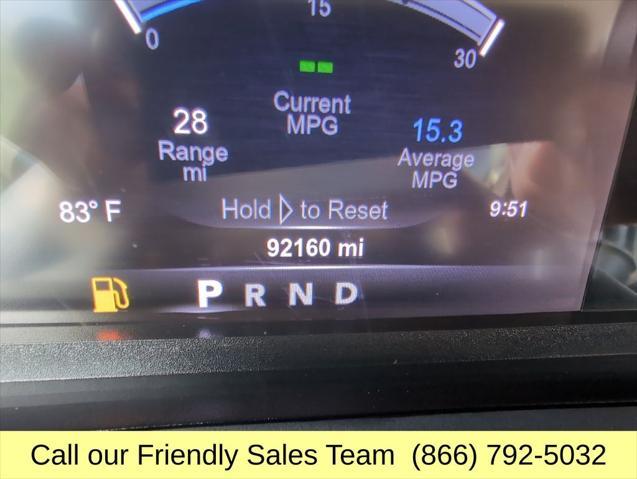 15
0
30
28
Range
mi
Current
MPG
15.3
Average
MPG
83° F
Hold ▷ to Reset
9:51
92160 mi
P R N D
Call our Friendly Sales Team (866) 792-5032